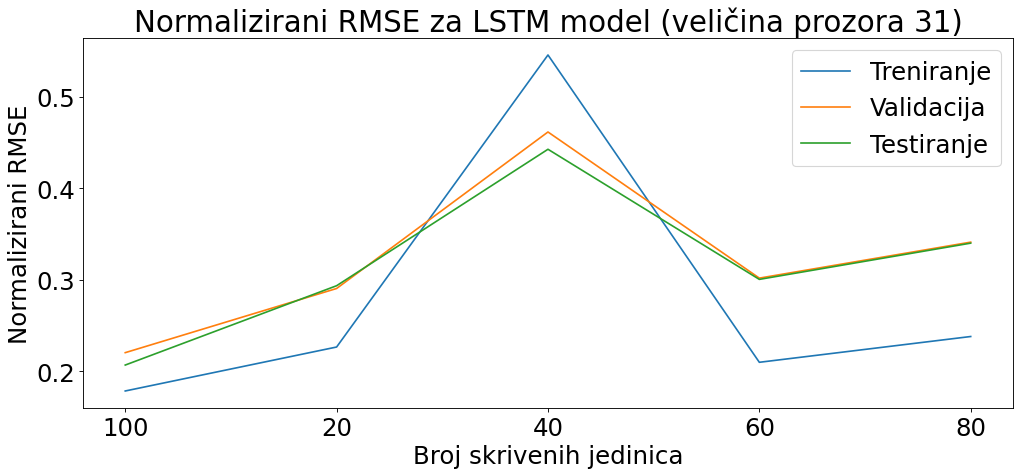 Normalizirani RMSE za LSTM model (veličina prozora 31)
Treniranje
Validacija
Testiranje
Normalizirani RMSE
0.5
0.4
0.3
0.2
100 20 40 60 80
Broj skrivenih jedinica